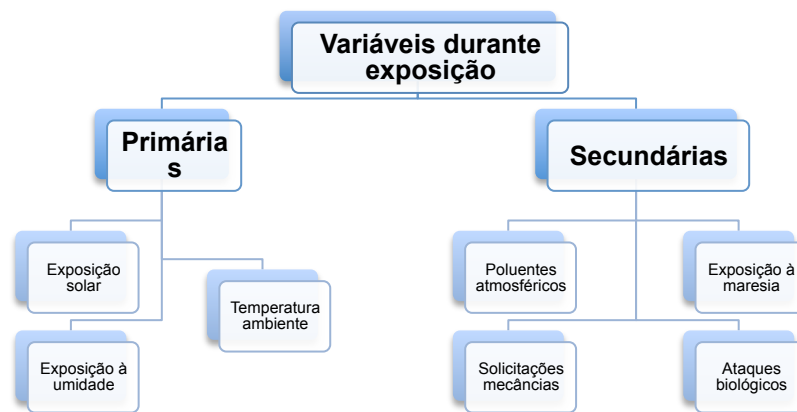 Variáveis durante
exposição
Primária
s
Secundárias
Exposição
solar
Temperatura
ambiente
Exposição à
umidade
Poluentes
atmosféricos
Exposição à
maresia
Solicitações
mecâncias
Ataques
biológicos